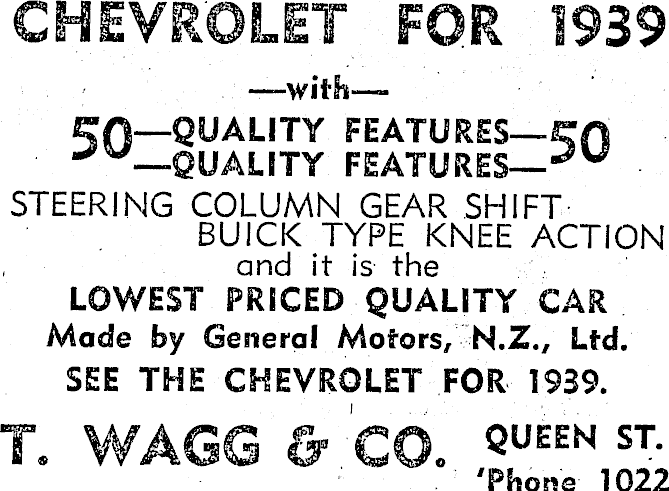 CHEVROLET FOR 1939
—with—
50—QUALITY FEATURES—50
—QUALITY FEATURES—
STEERING COLUMN GEAR SHIFT
BUICK TYPE KNEE ACTION
and it is the
LOWEST PRICED QUALITY CAR
Made by General Motors, N.Z., Ltd.
SEE THE CHEVROLET FOR 1939.
T. WAGG & CO. QUEEN ST.
'Phone 1022